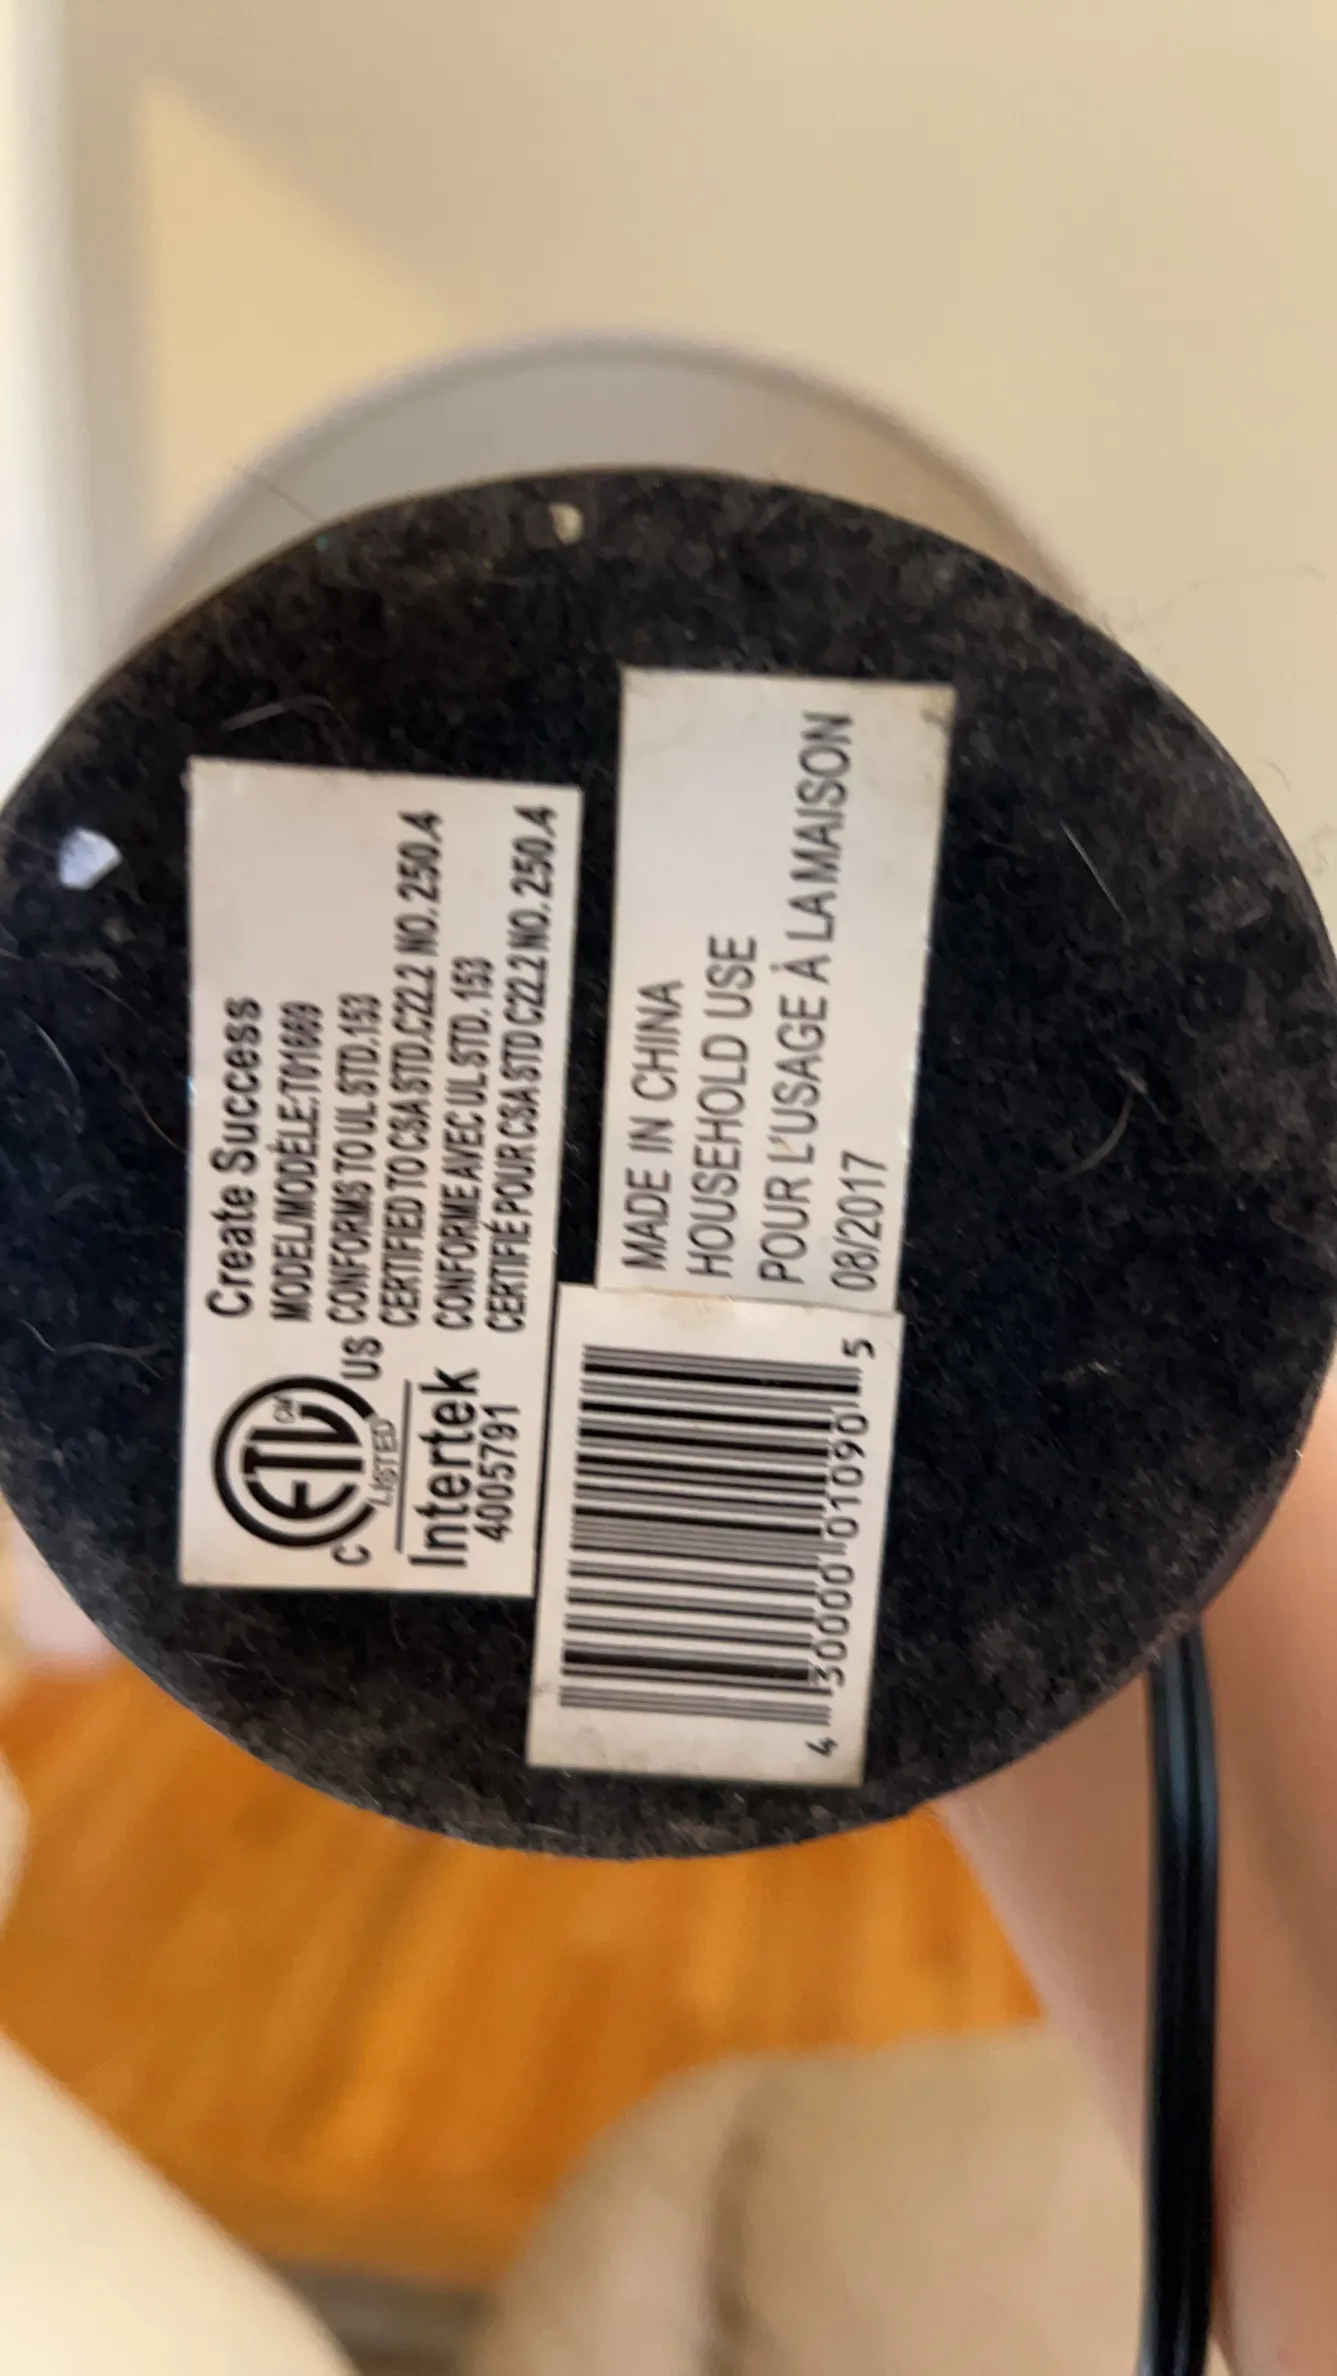 Create Success
MODEL/MODÈLE:T01669
CONFORMS TO UL STD.153
CERTIFIED TO CSA STD.C22.2 NO.250.4
CONFORME AVEC UL STD. 153
CERTIFIÉ POUR CSA STD C22.2 NO.250.4
ETL CM
LISTED
C US
Intertek
4005791
MADE IN CHINA
HOUSEHOLD USE
POUR L'USAGE À LA MAISON
08/2017
4 30000 01090 5